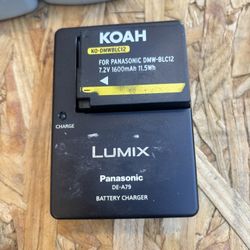 KOAH
KO-DMWBLC12
FOR PANASONIC DMW-BLC12
7.2V 1600mAh 11.5Wh
CHARGE
LUMIX
Panasonic
DE-A79
BATTERY CHARGER